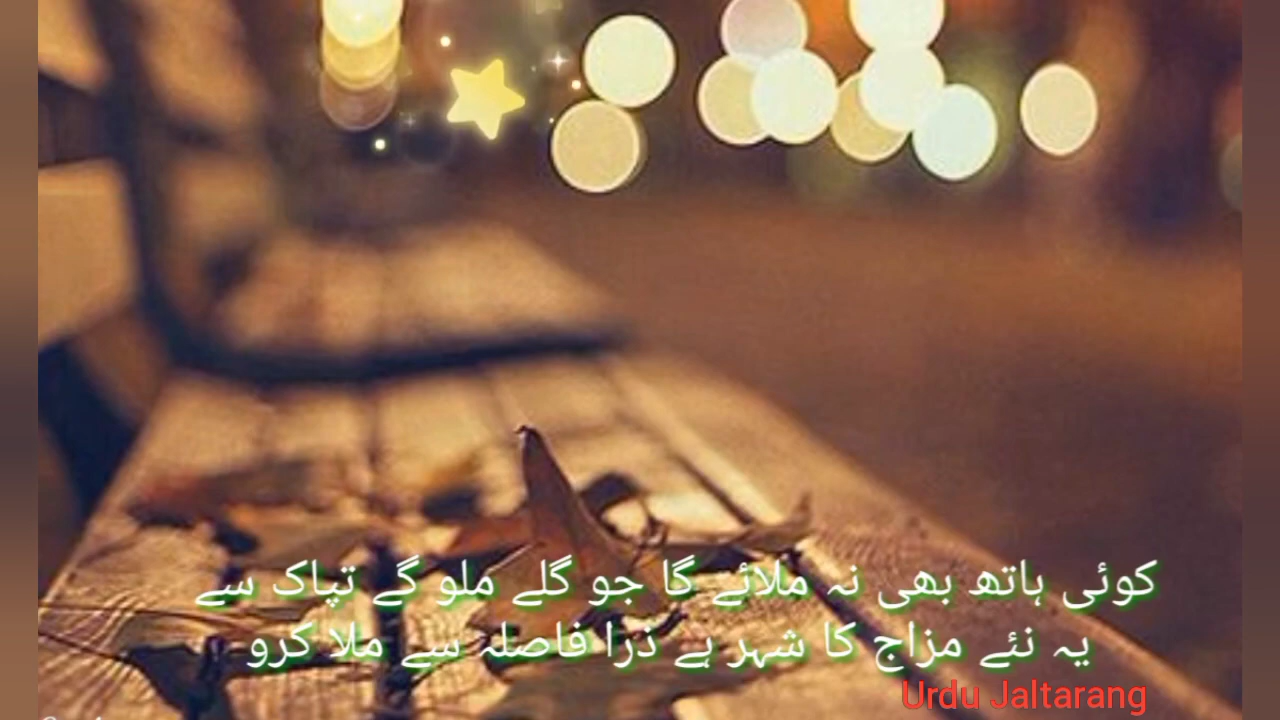 کوئی ہاتھ بھی نہ ملائے گا جو گلے ملو گے تپاک سے
یہ نئے مزاج کا شہر ہے ذرا فاصلہ سے ملا کرو
Urdu Jaltarang